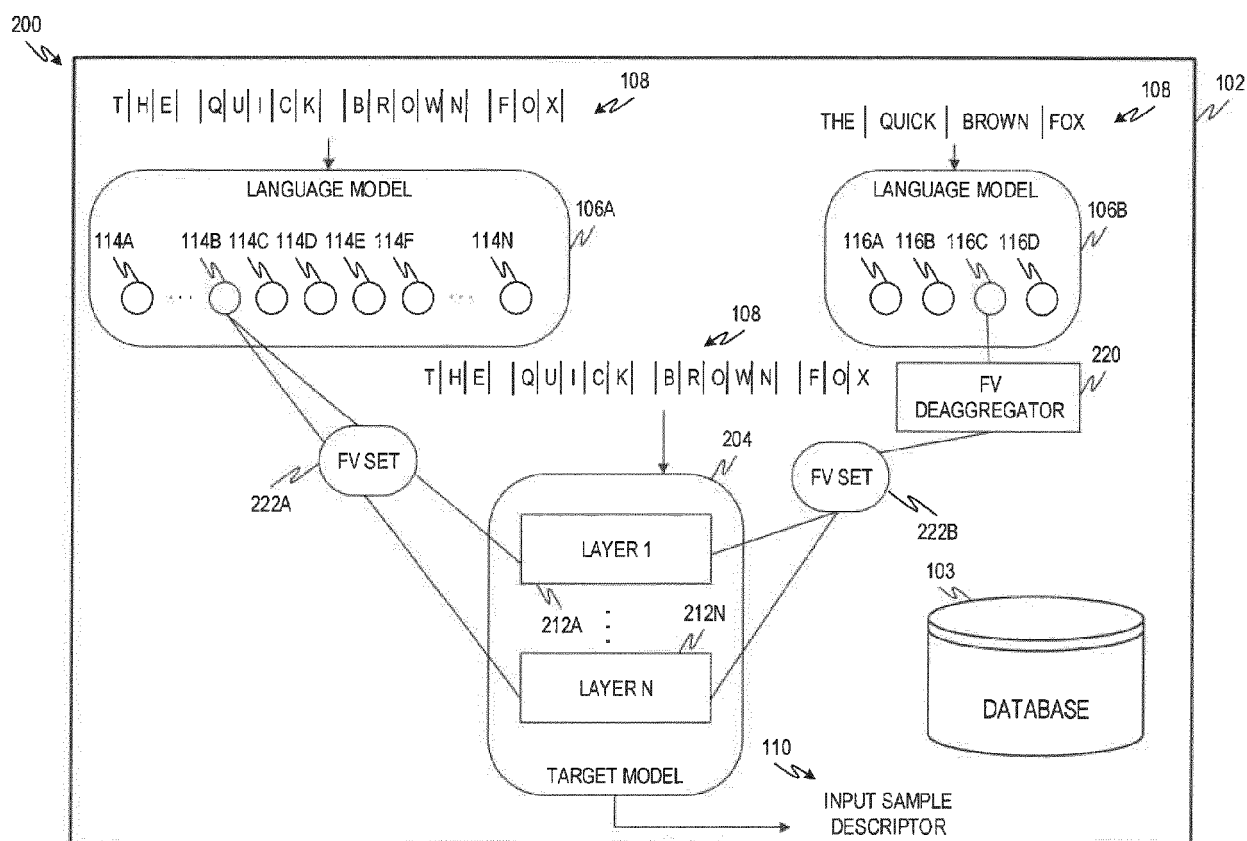 200
108
T|H|E| |Q|U|I|C|K| |B|R|O|W|N| |F|O|X|
108
THE | QUICK | BROWN |FOX
102
LANGUAGE MODEL
106A
LANGUAGE MODEL
106B
114A 114B 114C 114D 114E 114F 114N
116A 116B 116C 116D
108
T|H|E| |Q|U|I|C|K| |B|R|O|W|N| |F|O|X
220
FV
DEAGGREGATOR
FV SET
222A
204
FV SET
222B
LAYER 1
212A
212N
LAYER N
TARGET MODEL
103
DATABASE
110
INPUT SAMPLE
DESCRIPTOR